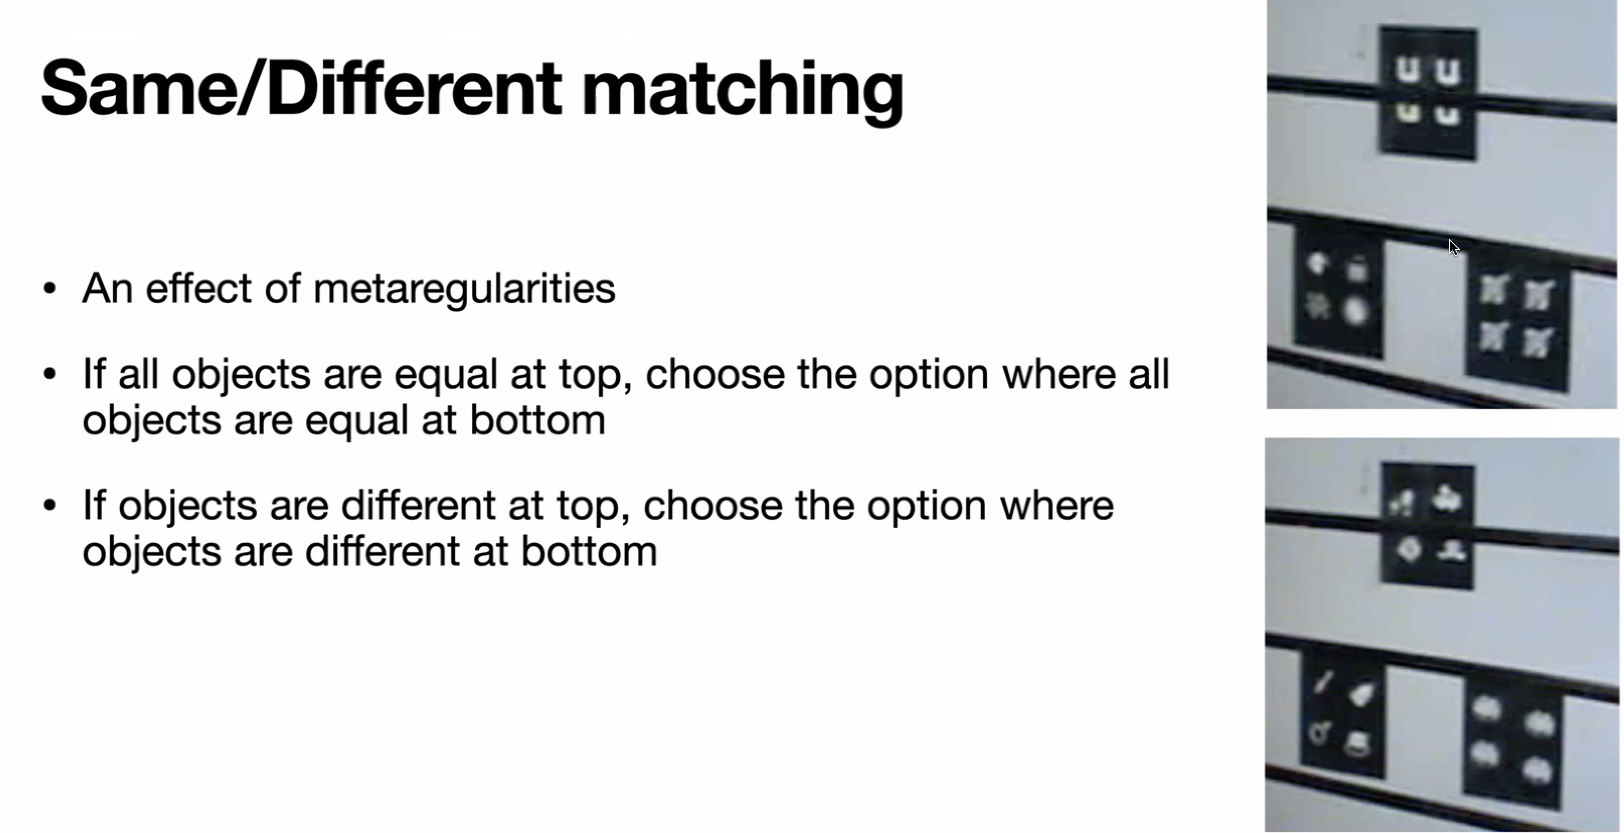 Same/Different matching
• An effect of metaregularities
• If all objects are equal at top, choose the option where all
objects are equal at bottom
• If objects are different at top, choose the option where
objects are different at bottom